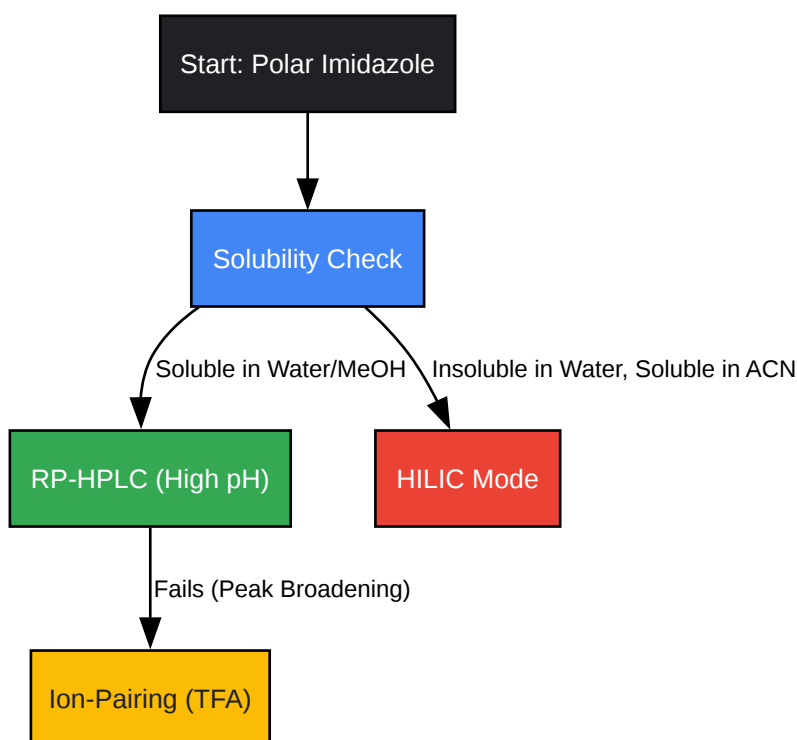 Start: Polar Imidazole
Solubility Check
Soluble in Water/MeOH
Insoluble in Water, Soluble in ACN
RP-HPLC (High pH)
HILIC Mode
Fails (Peak Broadening)
Ion-Pairing (TFA)